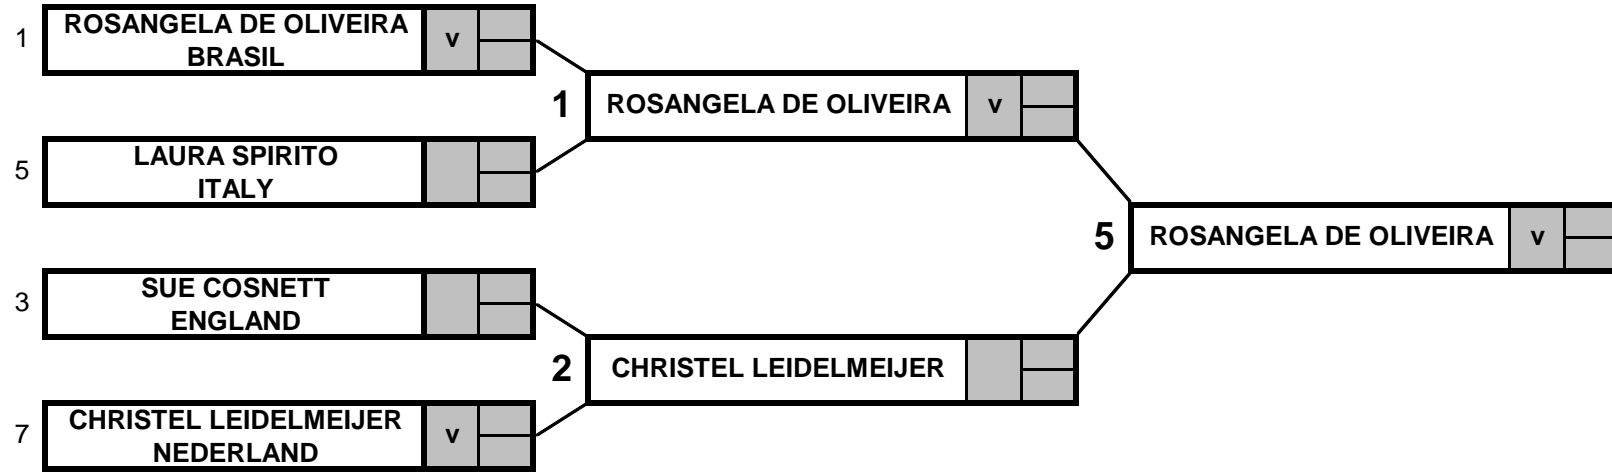 1
ROSANGELA DE OLIVEIRA
BRASIL
v
1
ROSANGELA DE OLIVEIRA
v
5
LAURA SPIRITO
ITALY
5
ROSANGELA DE OLIVEIRA
v
3
SUE COSNETT
ENGLAND
2
CHRISTEL LEIDELMEIJER
7
CHRISTEL LEIDELMEIJER
NEDERLAND
v